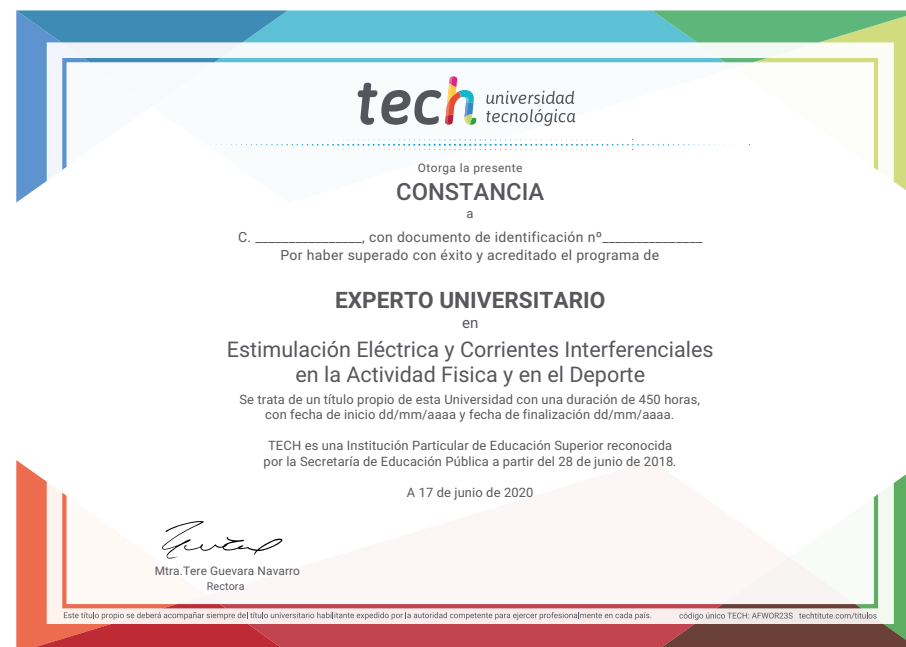 tech universidad
tecnológica
Otorga la presente
CONSTANCIA
a
C. ________________, con documento de identificación nº_______________
Por haber superado con éxito y acreditado el programa de
EXPERTO UNIVERSITARIO
en
Estimulación Eléctrica y Corrientes Interferenciales
en la Actividad Fisica y en el Deporte
Se trata de un título propio de esta Universidad con una duración de 450 horas,
con fecha de inicio dd/mm/aaaa y fecha de finalización dd/mm/aaaa.
TECH es una Institución Particular de Educación Superior reconocida
por la Secretaría de Educación Pública a partir del 28 de junio de 2018.
A 17 de junio de 2020
Mtra.Tere Guevara Navarro
Rectora
Este título propio se deberá acompañar siempre del título universitario habilitante expedido por la autoridad competente para ejercer profesionalmente en cada país. código único TECH: AFWOR23S techtitute.com/titulos